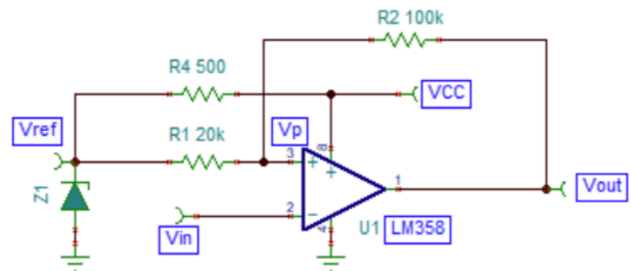 R2 100k
R4 500
VCC
Vref
R1 20k
Vp
8
3
+
+
1
Z1
Vout
2
-
4
U1 LM358
Vin